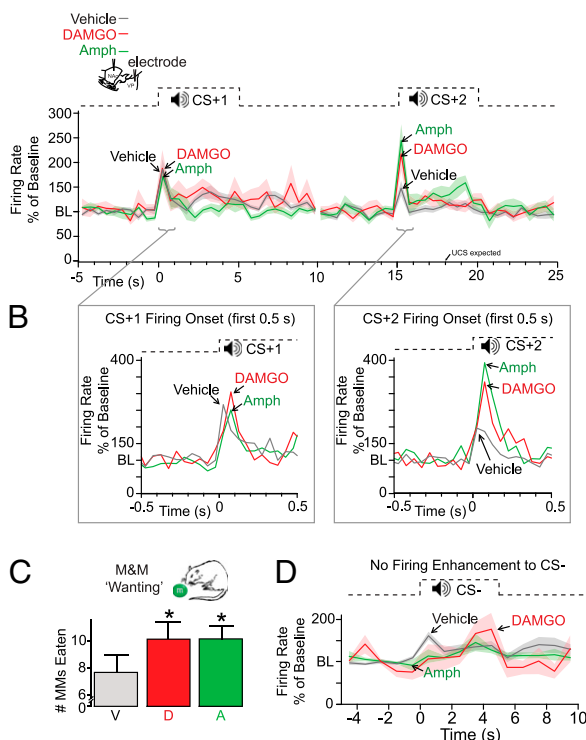 Vehicle
DAMGO
Amph
electrode
NAc
VP
CS+1
CS+2
Firing Rate
% of Baseline
300
250
200
150
BL
50
0
Vehicle
DAMGO
Amph
Amph
DAMGO
Vehicle
UCS expected
-5
Time (s)
0
5
10
15
20
25
B
CS+1 Firing Onset (first 0.5 s)
CS+1
Firing Rate
% of Baseline
400
150
BL
0
Vehicle
DAMGO
Amph
-0.5
Time (s)
0
0.5
CS+2 Firing Onset (first 0.5 s)
CS+2
Firing Rate
% of Baseline
400
150
BL
0
Amph
DAMGO
Vehicle
-0.5
Time (s)
0
0.5
C
M&M
'Wanting'
m
# MMs Eaten
10
8
6
0
* *
V D A
D
No Firing Enhancement to CS-
CS-
Firing Rate
% of Baseline
200
BL
0
Vehicle
DAMGO
Amph
-4 -2 0 2 4 6 8 10
Time (s)